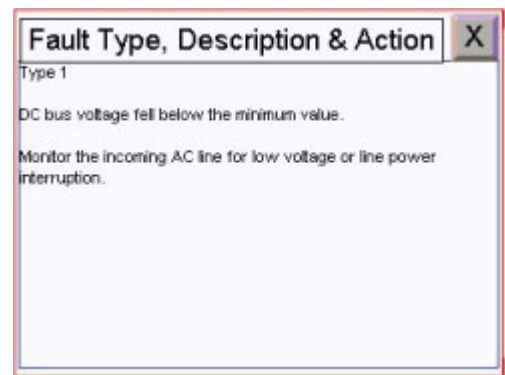 Fault Type, Description & Action
X
Type 1
DC bus voltage fell below the minimum value.
Monitor the incoming AC line for low voltage or line power
interruption.